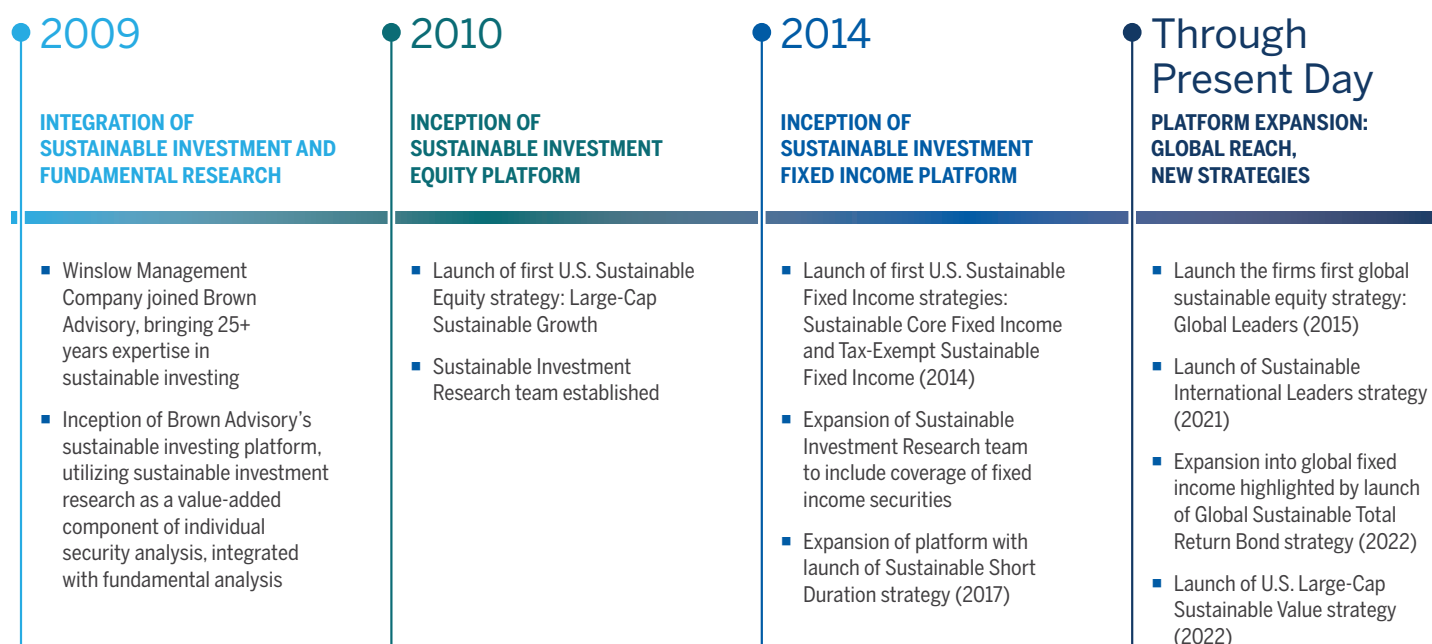 2009
INTEGRATION OF
SUSTAINABLE INVESTMENT AND
FUNDAMENTAL RESEARCH
Winslow Management
Company joined Brown
Advisory, bringing 25+
years expertise in
sustainable investing
Inception of Brown Advisory’s
sustainable investing platform,
utilizing sustainable investment
research as a value-added
component of individual
security analysis, integrated
with fundamental analysis
2010
INCEPTION OF
SUSTAINABLE INVESTMENT
EQUITY PLATFORM
Launch of first U.S. Sustainable
Equity strategy: Large-Cap
Sustainable Growth
Sustainable Investment
Research team established
2014
INCEPTION OF
SUSTAINABLE INVESTMENT
FIXED INCOME PLATFORM
Launch of first U.S. Sustainable
Fixed Income strategies:
Sustainable Core Fixed Income
and Tax-Exempt Sustainable
Fixed Income (2014)
Expansion of Sustainable
Investment Research team
to include coverage of fixed
income securities
Expansion of platform with
launch of Sustainable Short
Duration strategy (2017)
Through
Present Day
PLATFORM EXPANSION:
GLOBAL REACH,
NEW STRATEGIES
Launch the firms first global
sustainable equity strategy:
Global Leaders (2015)
Launch of Sustainable
International Leaders strategy
(2021)
Expansion into global fixed
income highlighted by launch
of Global Sustainable Total
Return Bond strategy (2022)
Launch of U.S. Large-Cap
Sustainable Value strategy
(2022)